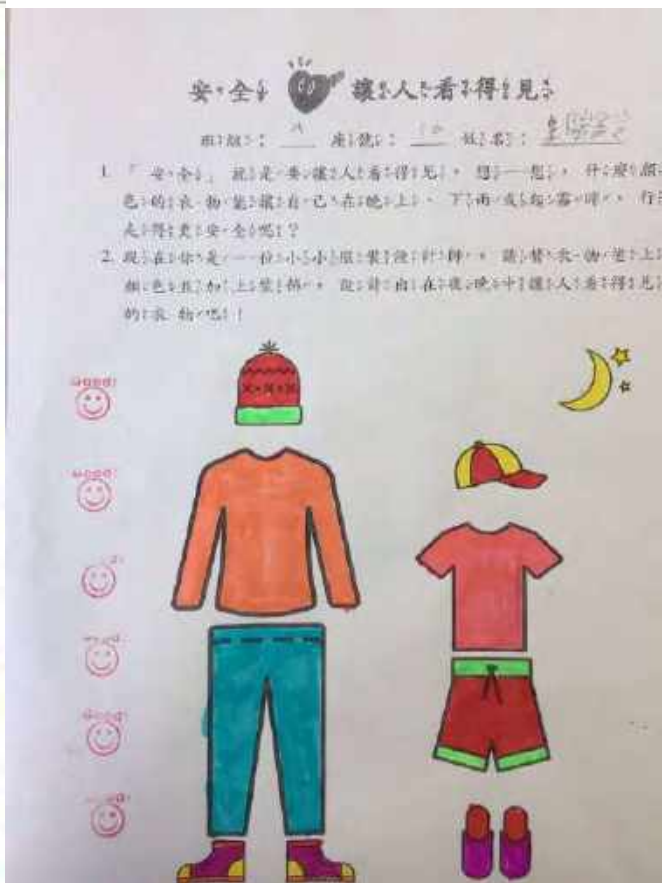 安全 讓人看得見
班級： 座號： 姓名：
1. 「安全」就是要讓人看得見，想一想，什麼顏
色的衣物能讓自己在晚上、下雨或起霧時，行
走得更安全呢？
2. 現在你是一位小小服裝設計師，請替衣物塗上
顏色並加上裝飾，設計出在夜晚中讓人看得見
的衣物吧！
Good!
Good!
Good!
Good!
Good!